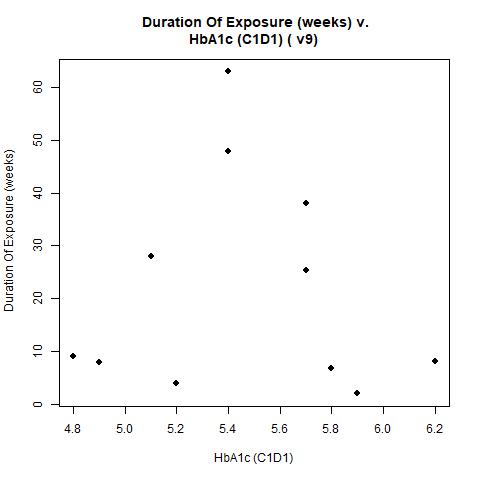 Duration Of Exposure (weeks) v.
HbA1c (C1D1) ( v9)
Duration Of Exposure (weeks)
60
50
40
30
20
10
0
4.8 5.0 5.2 5.4 5.6 5.8 6.0 6.2
HbA1c (C1D1)